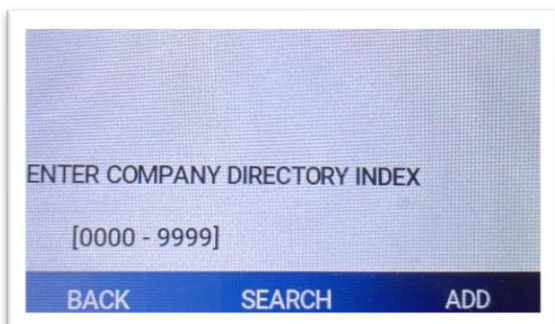 ENTER COMPANY DIRECTORY INDEX
[0000 - 9999]
BACK SEARCH ADD